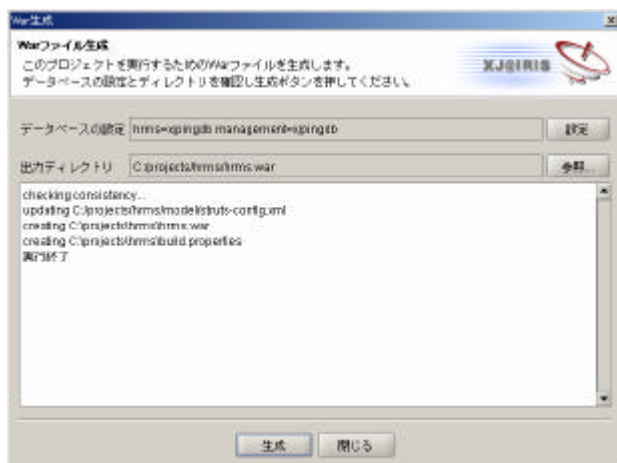 War生成
Warファイル生成
このプロジェクトを実行するためのWarファイルを生成します。
データベースの設定とディレクトリを確認し生成ボタンを押してください。
XJ@IRIS
データベースの設定 hrms=xpingdb management=xpingdb 設定
出力ディレクトリ C:\projects\hrms\hrms.war 参照...
checking consistency...
updating C:\projects\hrms\model\struts-config.xml
creating C:\projects\hrms\hrms.war
creating C:\projects\hrms\build.properties
実行終了
生成 閉じる